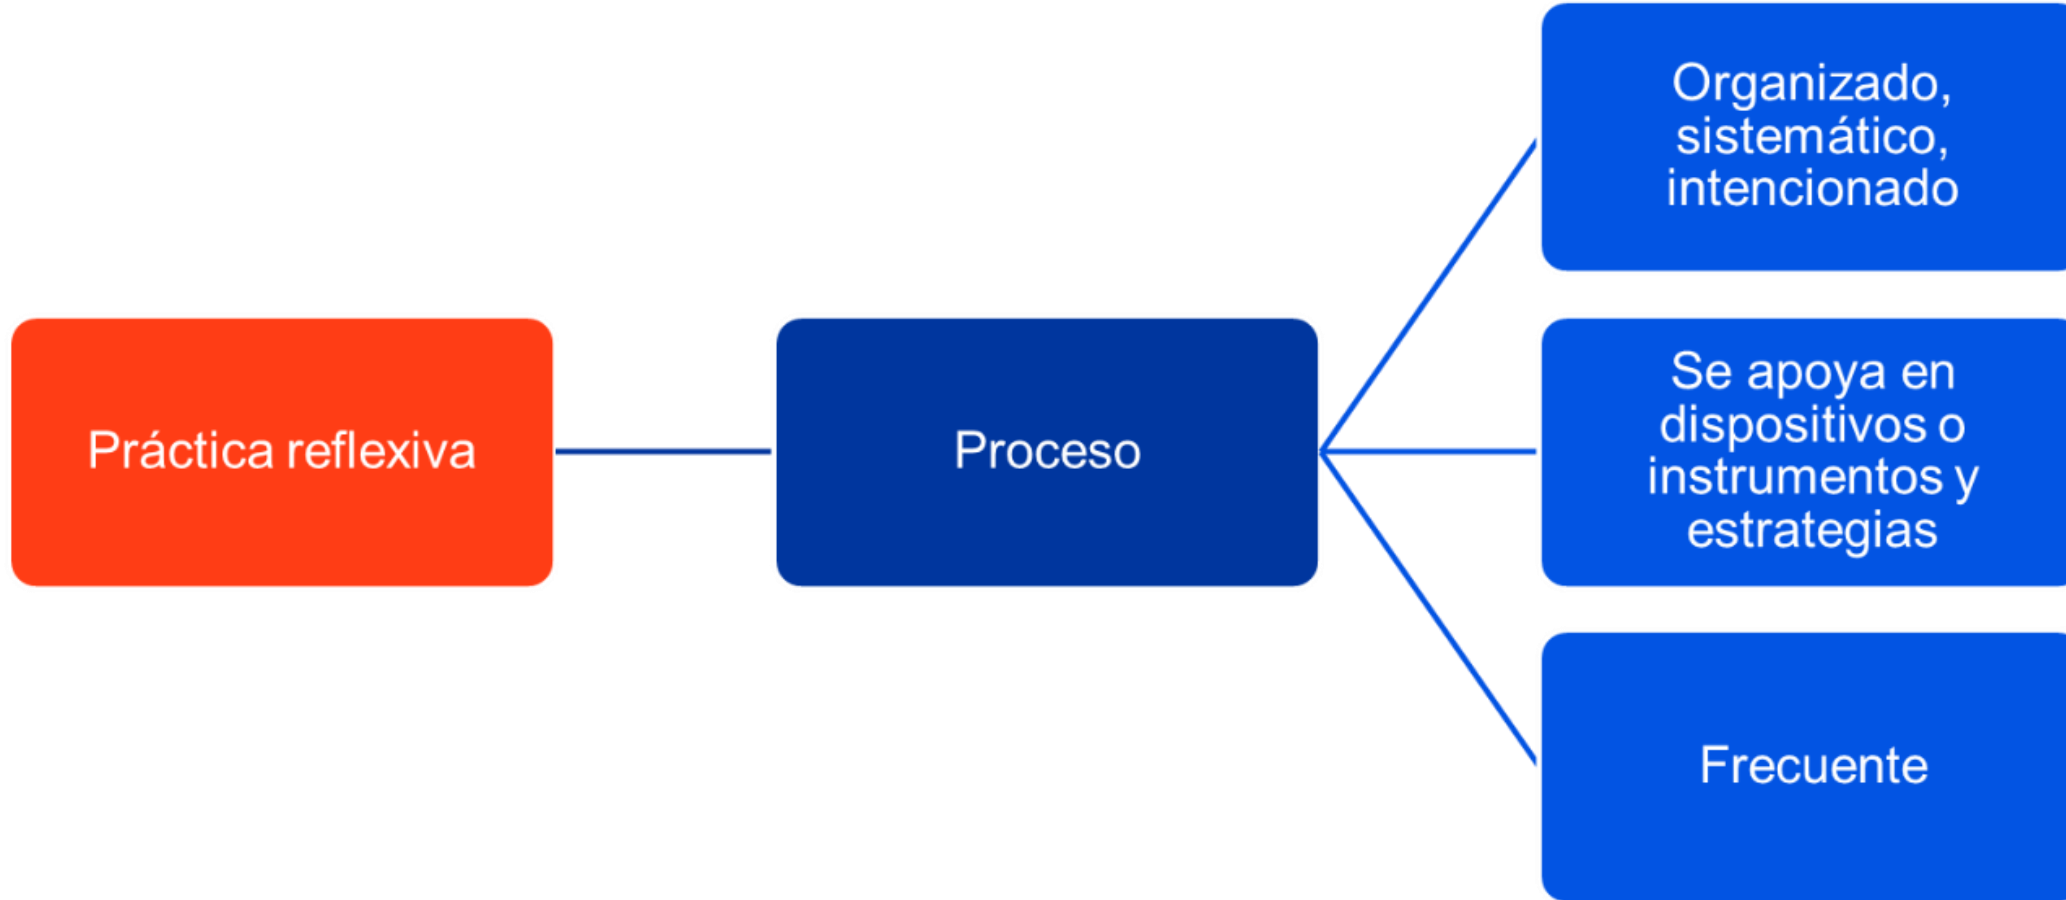 Práctica reflexiva
Proceso
Organizado,
sistemático,
intencionado
Se apoya en
dispositivos o
instrumentos y
estrategias
Frecuente